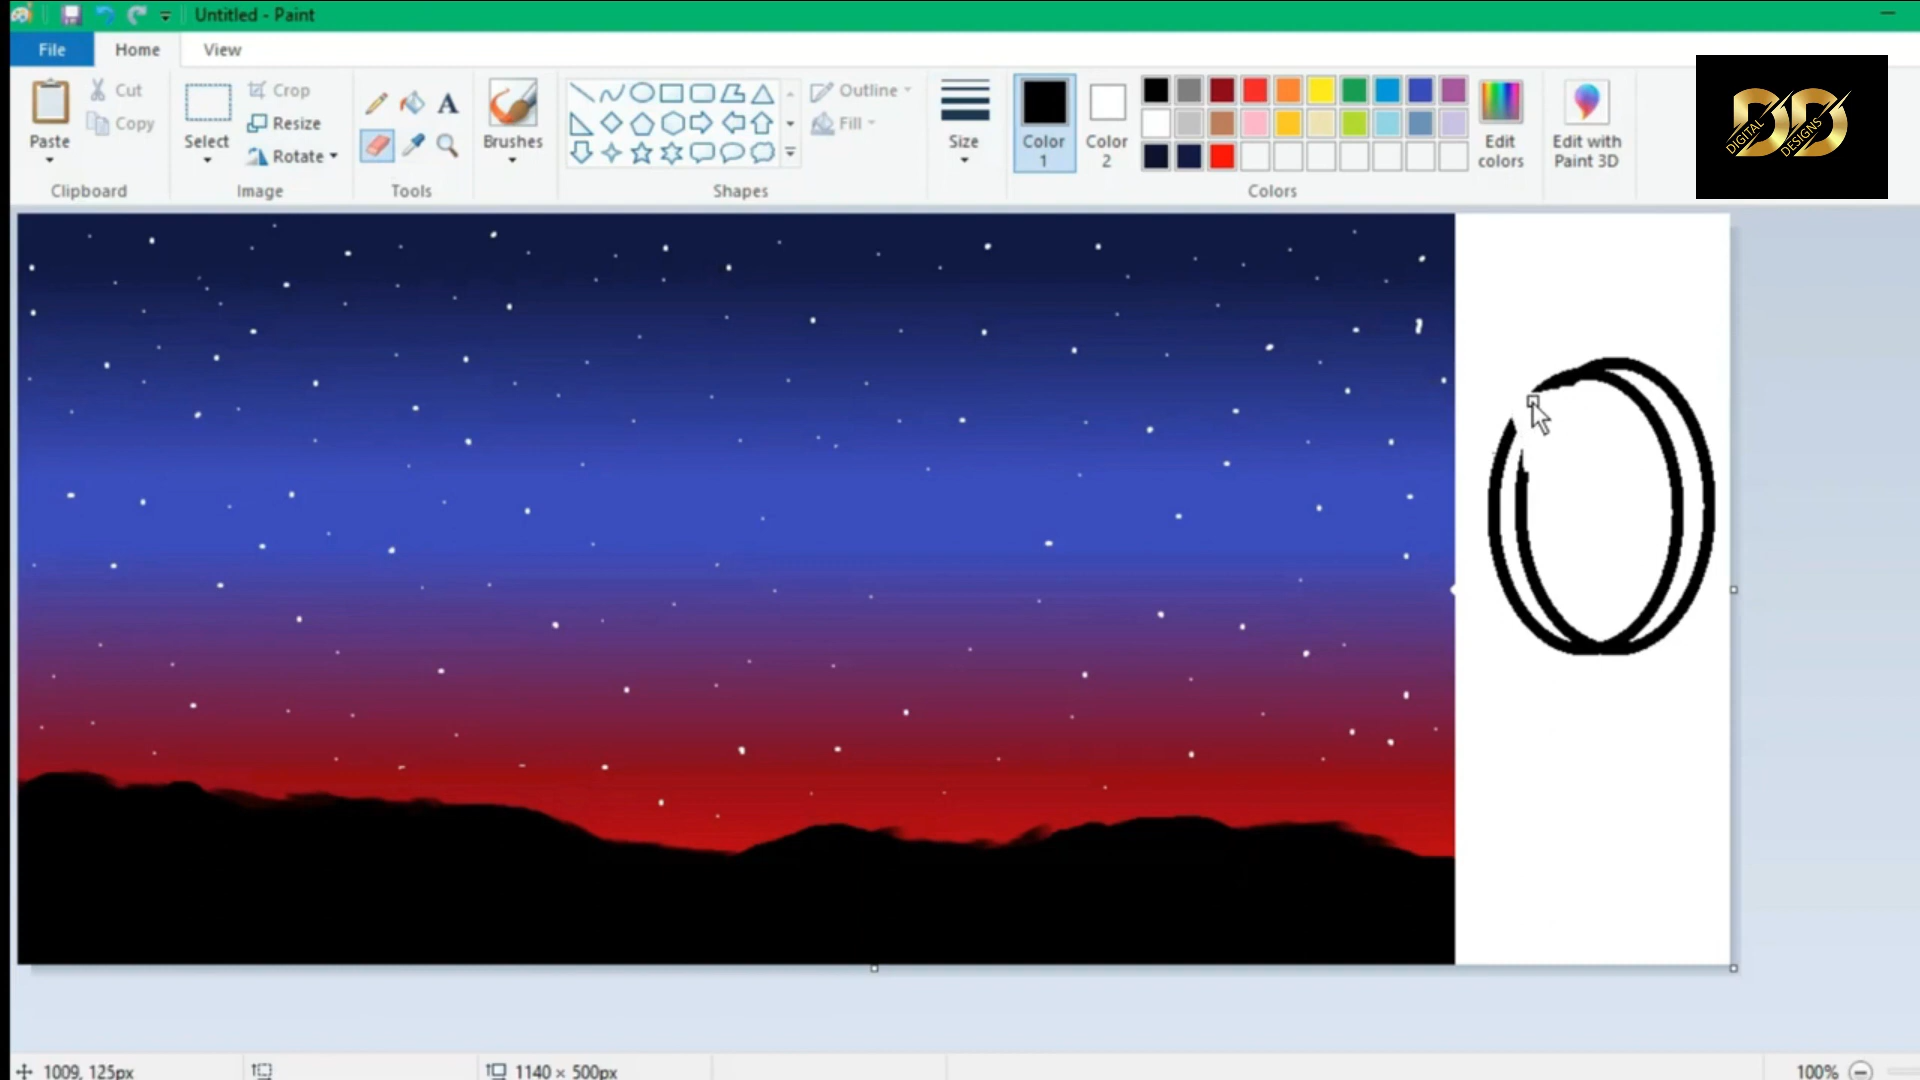 Untitled - Paint
File Home View
Paste
Cut
Copy
Clipboard
Select
Crop
Resize
Rotate
Image
A
Tools
Brushes
Shapes
Outline
Fill
Size
Color
1
Color
2
Colors
Edit
colors
Edit with
Paint 3D
DD
DIGITAL
DESIGNS
1009, 125px
1140 × 500px
100%